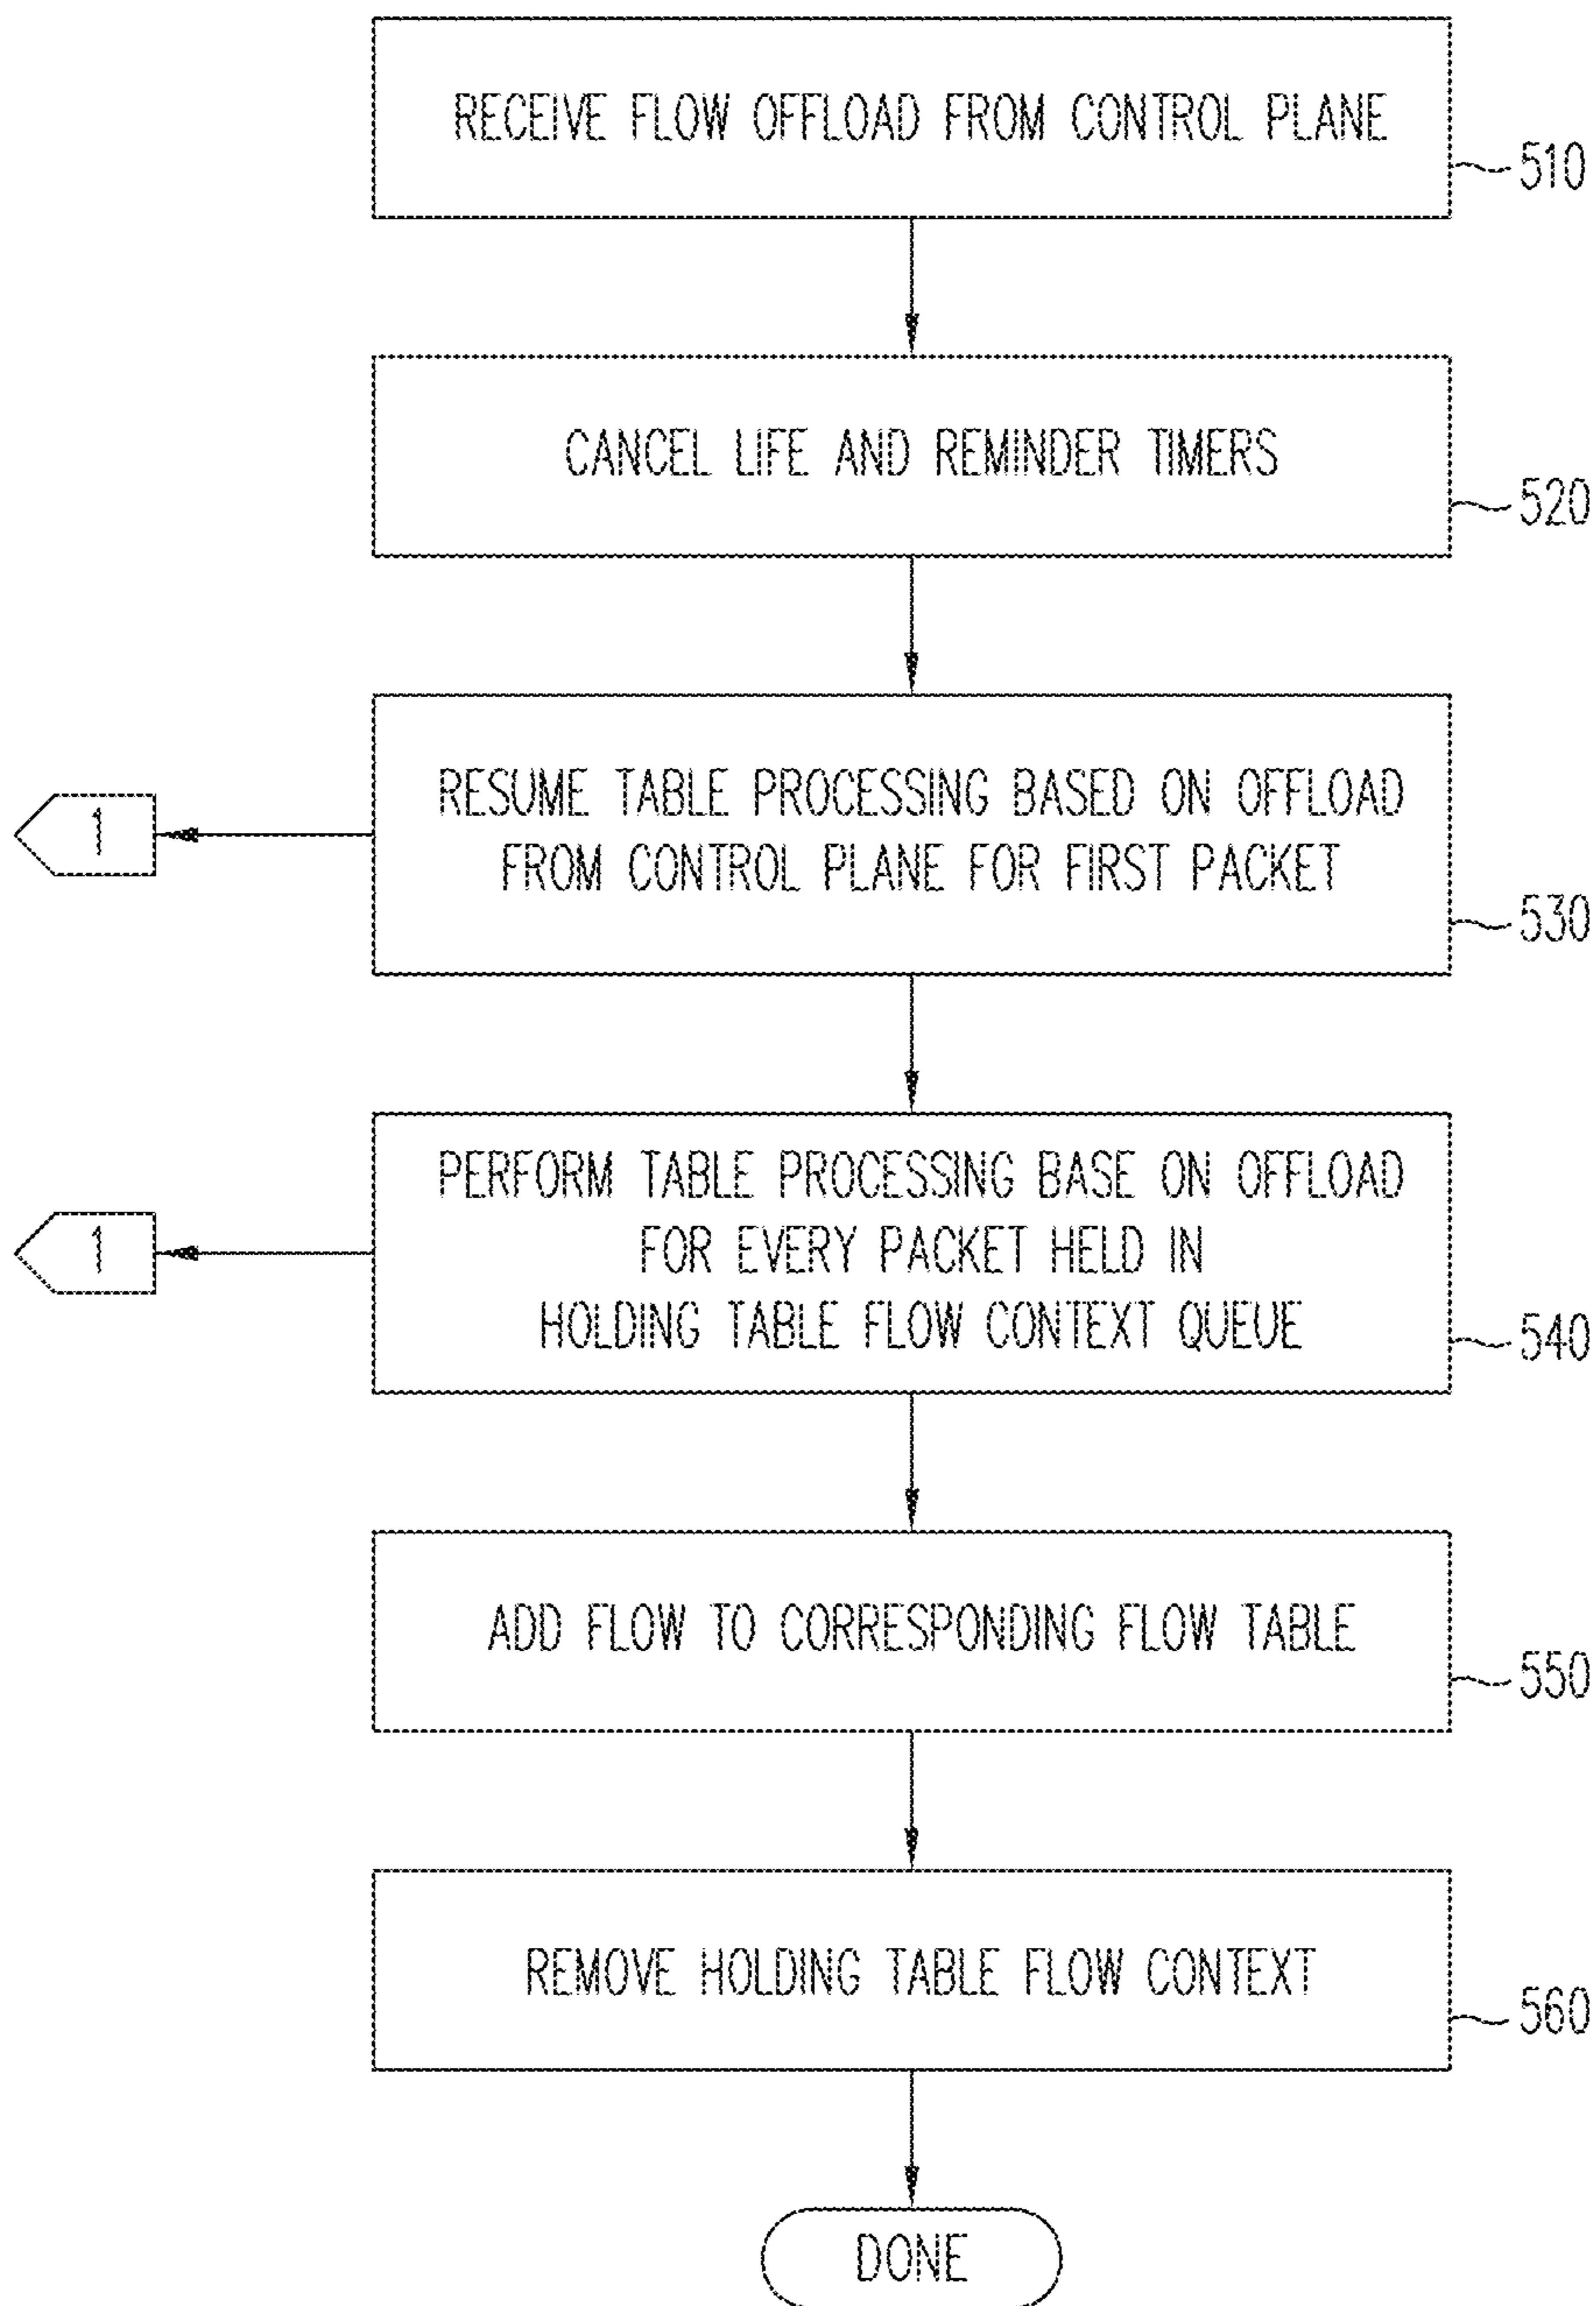 RECEIVE FLOW OFFLOAD FROM CONTROL PLANE
510
CANCEL LIFE AND REMINDER TIMERS
520
RESUME TABLE PROCESSING BASED ON OFFLOAD
FROM CONTROL PLANE FOR FIRST PACKET
1
530
PERFORM TABLE PROCESSING BASE ON OFFLOAD
FOR EVERY PACKET HELD IN
HOLDING TABLE FLOW CONTEXT QUEUE
1
540
ADD FLOW TO CORRESPONDING FLOW TABLE
550
REMOVE HOLDING TABLE FLOW CONTEXT
560
DONE